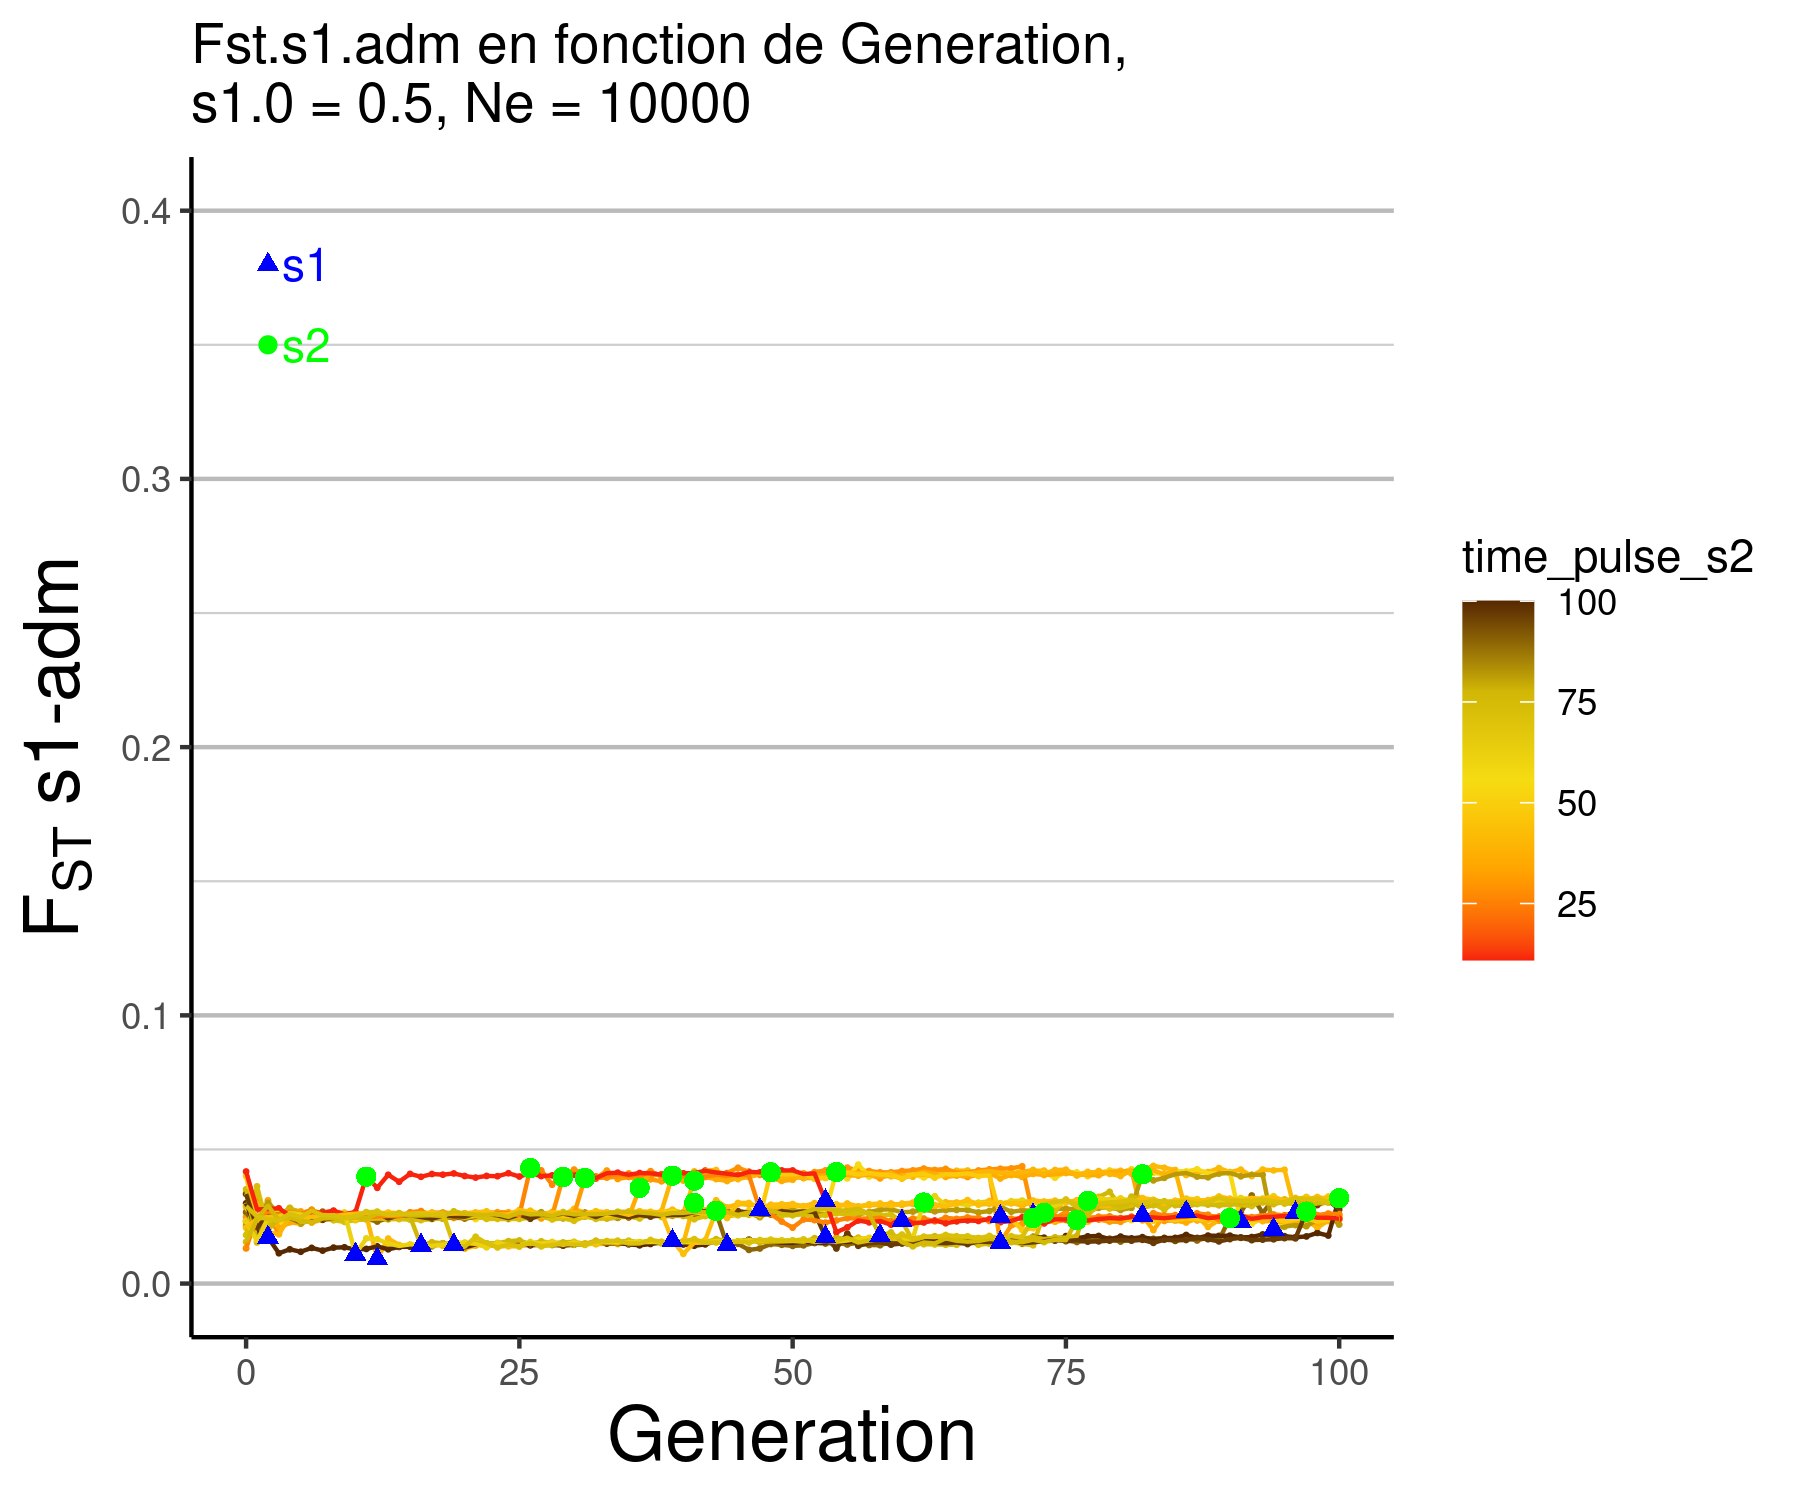 Fst.s1.adm en fonction de Generation,
s1.0 = 0.5, Ne = 10000
0.4
0.3
0.2
0.1
0.0
s1
s2
FST s1-adm
0
25
50
75
100
Generation
time_pulse_s2
100
75
50
25